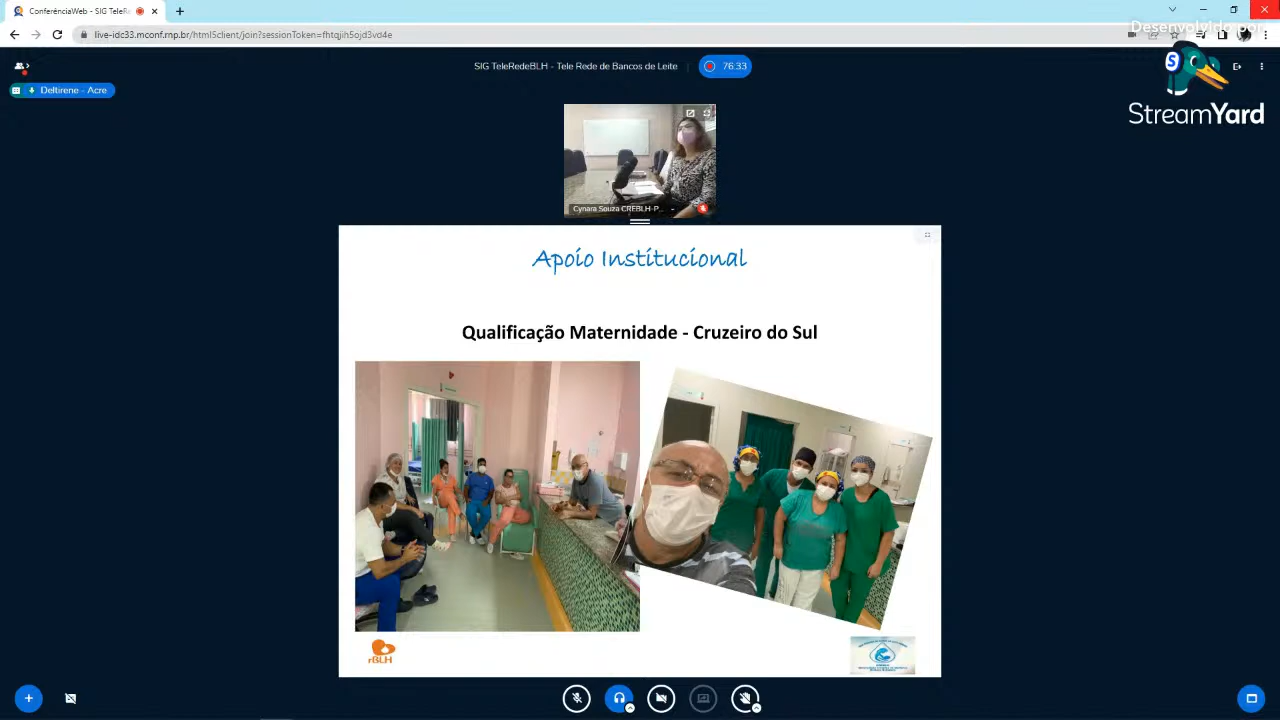 ConferênciaWeb - SIG TeleR
live-idc33.mconf.rnp.br/html5client/join?sessionToken=fhtqjih5ojd3vd4e
Desenvolvido por
StreamYard
SIG TeleRedeBLH - Tele Rede de Bancos de Leite
76:33
Deltirene - Acre
Cynara Souza CREBLH-P...
Apoio Institucional
Qualificação Maternidade - Cruzeiro do Sul
rBLH